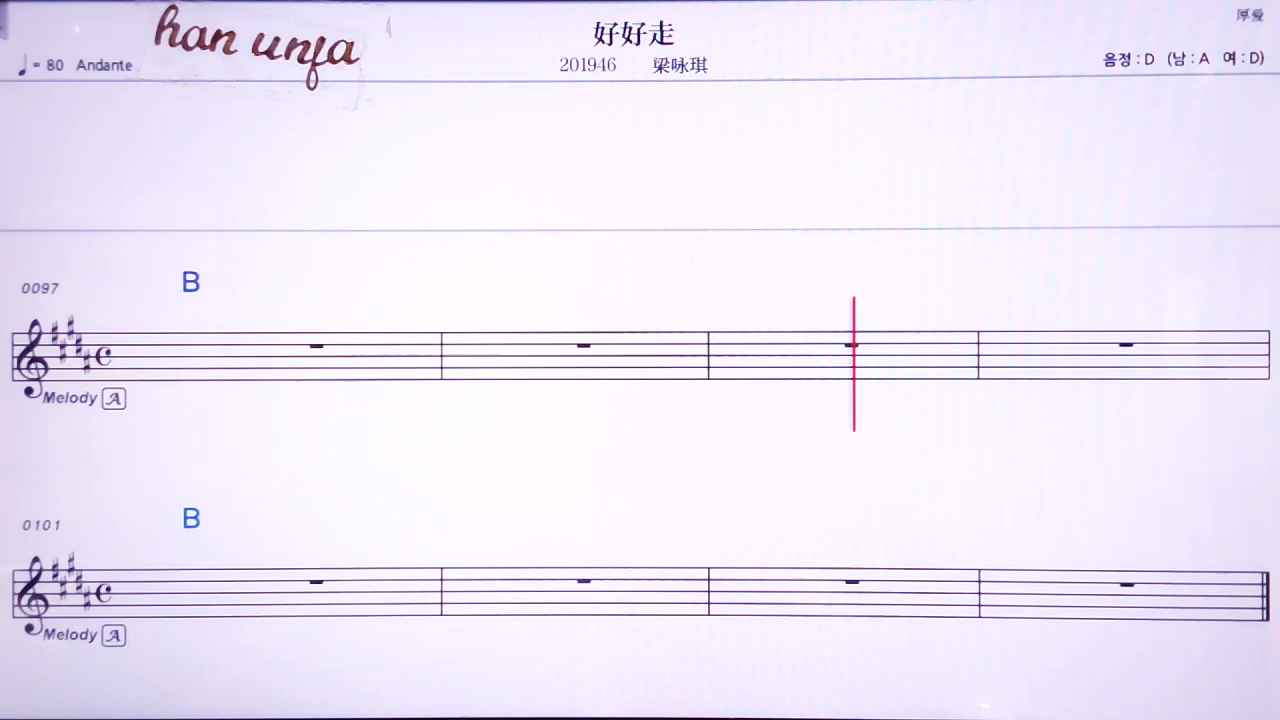 han unja
好好走
厚爱
♩= 80 Andante
201946 梁咏琪
음정 : D (남 : A 여 : D)
0097
B
Melody A
0101
B
Melody A